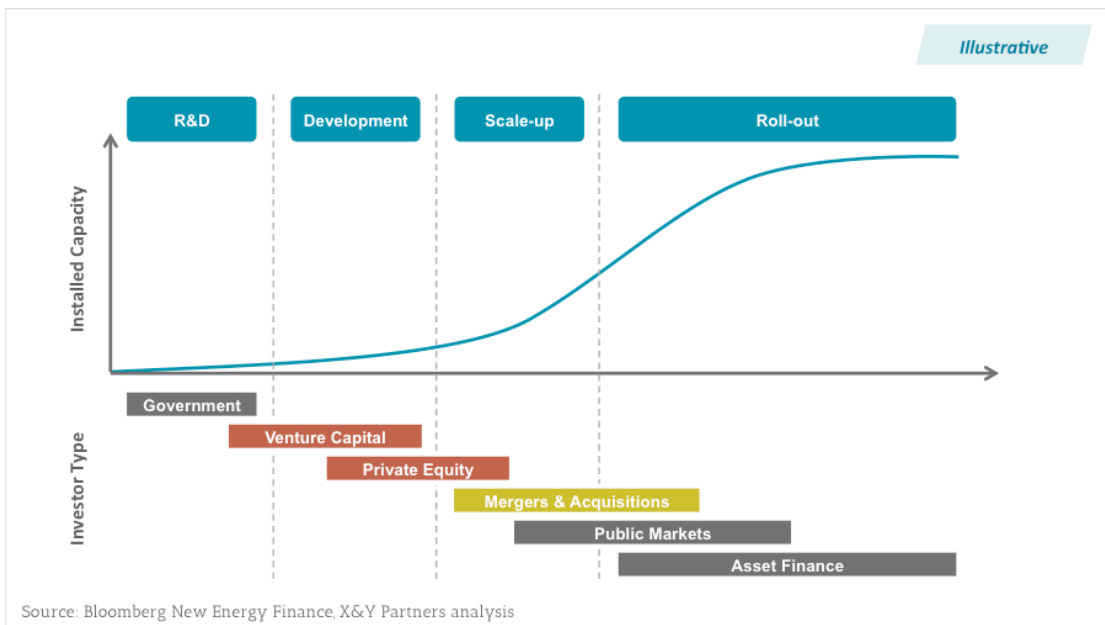 Illustrative
R&D
Development
Scale-up
Roll-out
Installed Capacity
Government
Venture Capital
Private Equity
Mergers & Acquisitions
Public Markets
Asset Finance
Investor Type
Source: Bloomberg New Energy Finance, X&Y Partners analysis